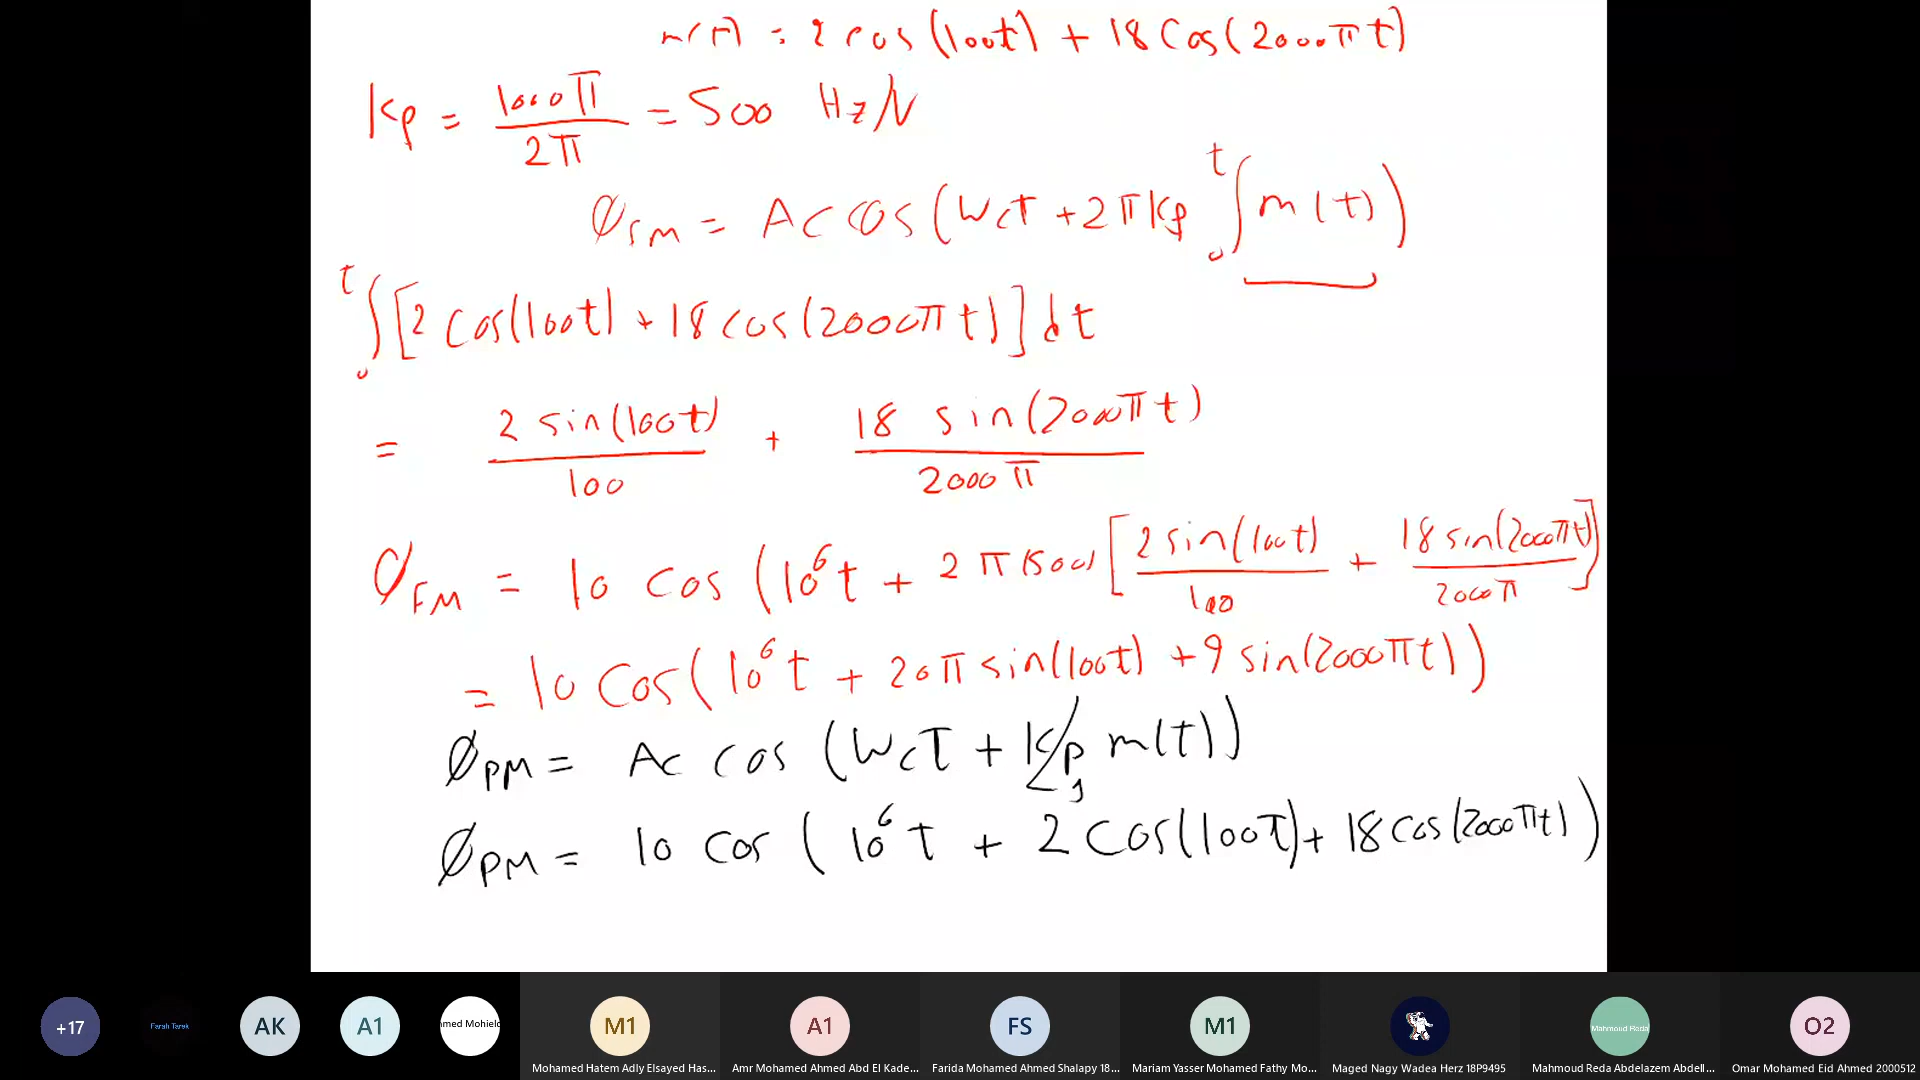 m(t) = 2 cos(100t) + 18 Cos(2000πt)
Kf = 1000π / 2π = 500 Hz/V
ØFM = Ac cos(wct + 2πKf ∫₀ᵗ m(t))
∫₀ᵗ [2 cos(100t) + 18 cos(2000πt)] dt
= 2 sin(100t) / 100 + 18 sin(2000πt) / 2000π
ØFM = 10 cos (10⁶t + 2π(500) [2 sin(100t) / 100 + 18 sin(2000πt) / 2000π])
= 10 Cos(10⁶t + 20π sin(100t) + 9 sin(2000πt))
ØPM = Ac cos (wct + Kp m(t))
1
ØPM = 10 cos (10⁶t + 2 cos(100t) + 18 cos(2000πt))
+17
Farah Tarek
AK
A1
hmed Mohield
M1
A1
FS
M1
Mahmoud Reda
O2
Mohamed Hatem Adly Elsayed Has...
Amr Mohamed Ahmed Abd El Kade...
Farida Mohamed Ahmed Shalapy 18...
Mariam Yasser Mohamed Fathy Mo...
Maged Nagy Wadea Herz 18P9495
Mahmoud Reda Abdelazem Abdell...
Omar Mohamed Eid Ahmed 2000512